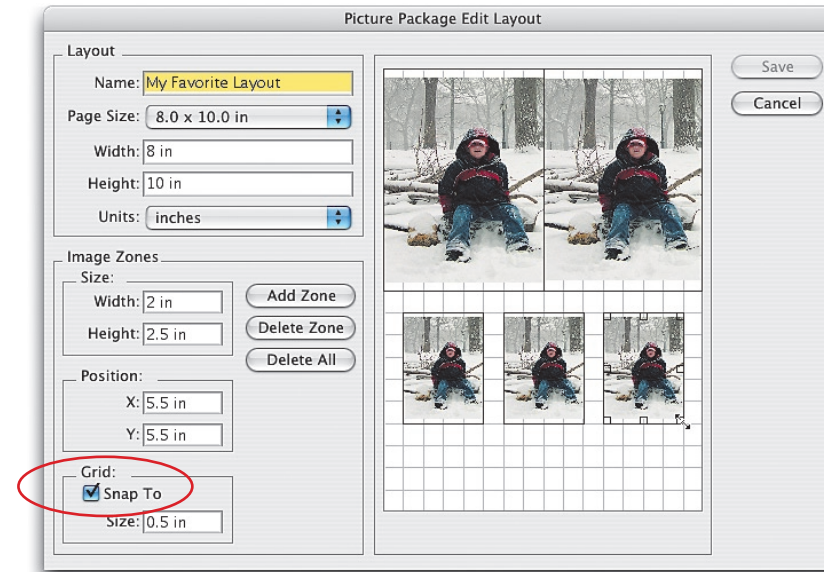 Picture Package Edit Layout
Layout
Name: My Favorite Layout
Page Size: 8.0 x 10.0 in
Width: 8 in
Height: 10 in
Units: inches
Save
Cancel
Image Zones
Size:
Width: 2 in
Height: 2.5 in
Add Zone
Delete Zone
Delete All
Position:
X: 5.5 in
Y: 5.5 in
Grid:
Snap To
Size: 0.5 in